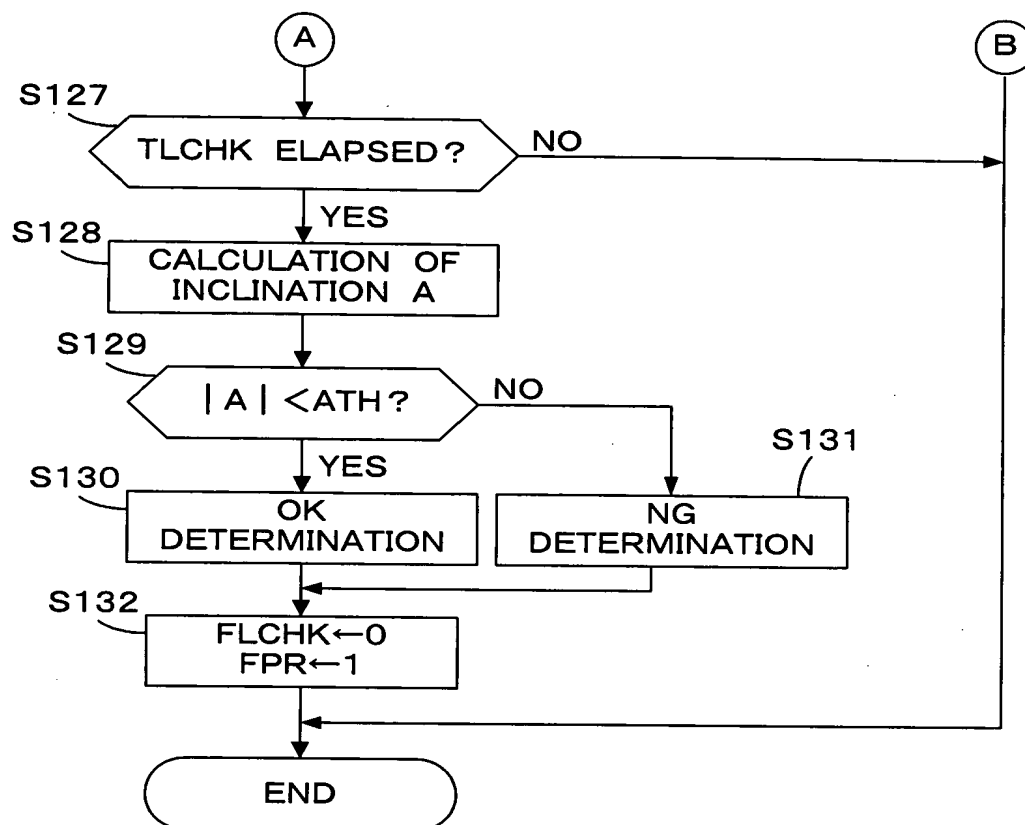 A
B
S127
TLCHK ELAPSED?
NO
YES
S128
CALCULATION OF
INCLINATION A
S129
|A|<ATH?
NO
YES
S131
S130
OK
DETERMINATION
NG
DETERMINATION
S132
FLCHK←0
FPR←1
END